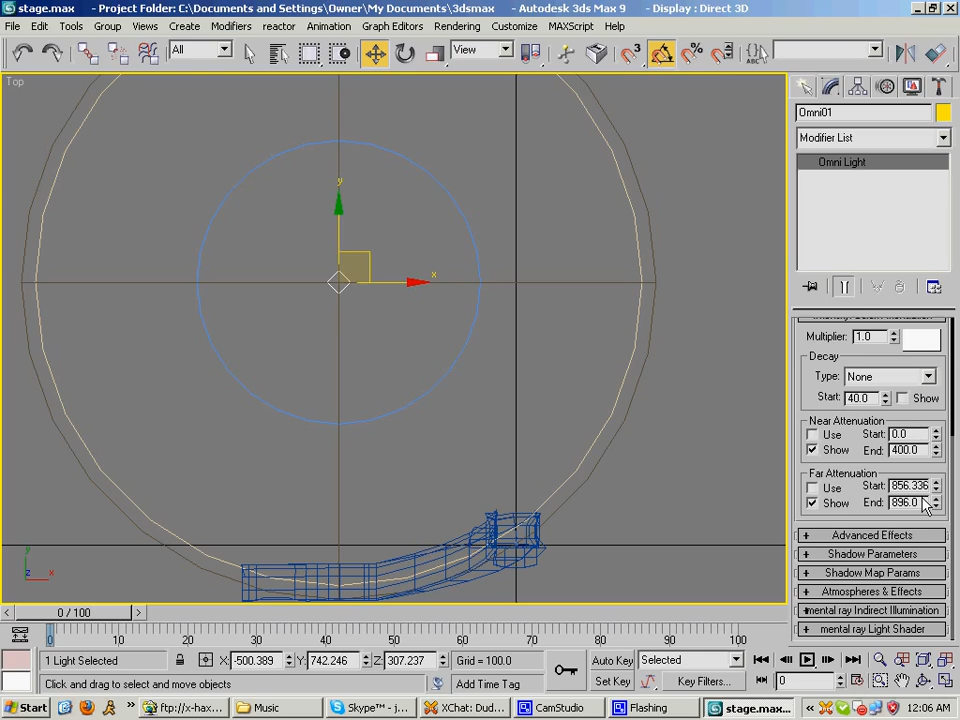 stage.max - Project Folder: C:\Documents and Settings\Owner\My Documents\3dsmax - Autodesk 3ds Max 9 - Display : Direct 3D
File Edit Tools Group Views Create Modifiers reactor Animation Graph Editors Rendering Customize MAXScript Help
All View
Top
Omni01
Modifier List
Omni Light
y
x
Multiplier: 1.0
Decay
Type: None
Start: 40.0 Show
Near Attenuation
Use Start: 0.0
Show End: 400.0
Far Attenuation
Use Start: 856.336
Show End: 896.0
+ Advanced Effects
+ Shadow Parameters
+ Shadow Map Params
+ Atmospheres & Effects
+mental ray Indirect Illumination
+ mental ray Light Shader
y
z x
< 0 / 100 >
0 10 20 30 40 50 60 70 80 90 100
1 Light Selected X: -500.389 Y: 742.246 Z: 307.237 Grid = 100.0 Auto Key Selected
Click and drag to select and move objects Add Time Tag Set Key Key Filters... 0
Start » ftp://x-hax... Music Skype™ - j... XChat: Dud... CamStudio Flashing stage.max... « 12:06 AM